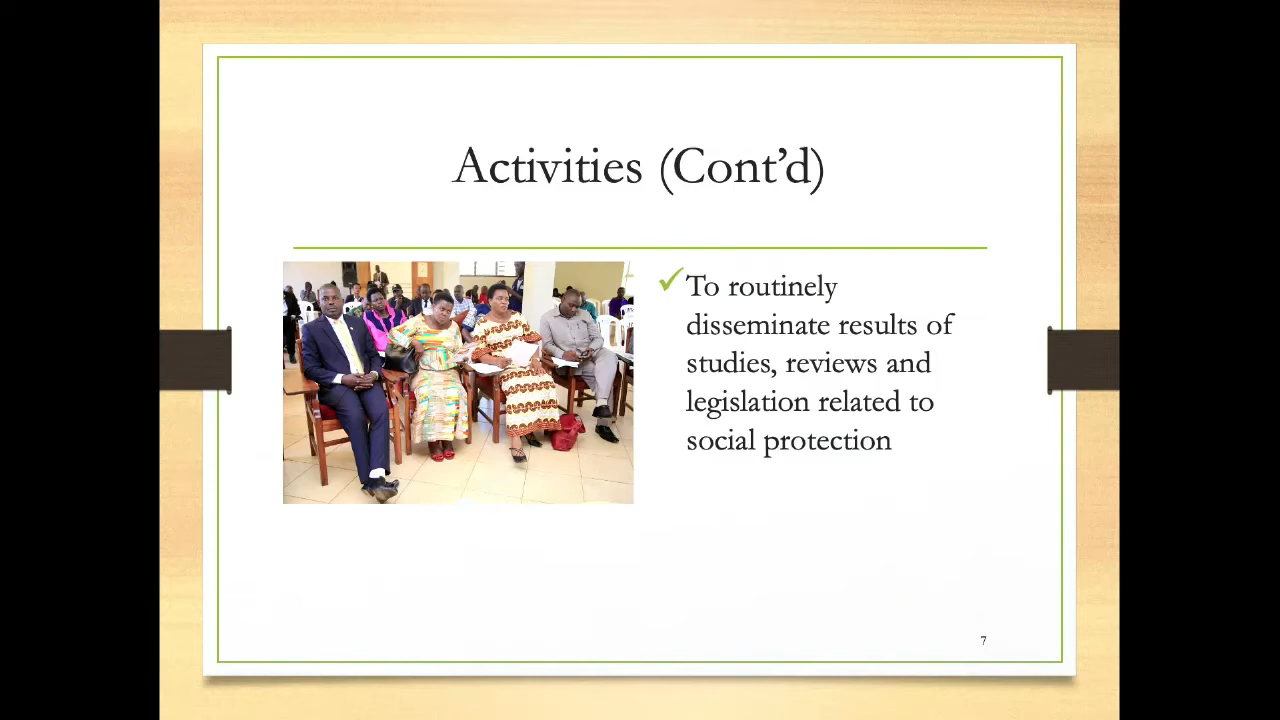 Activities (Cont’d)
To routinely
disseminate results of
studies, reviews and
legislation related to
social protection
7